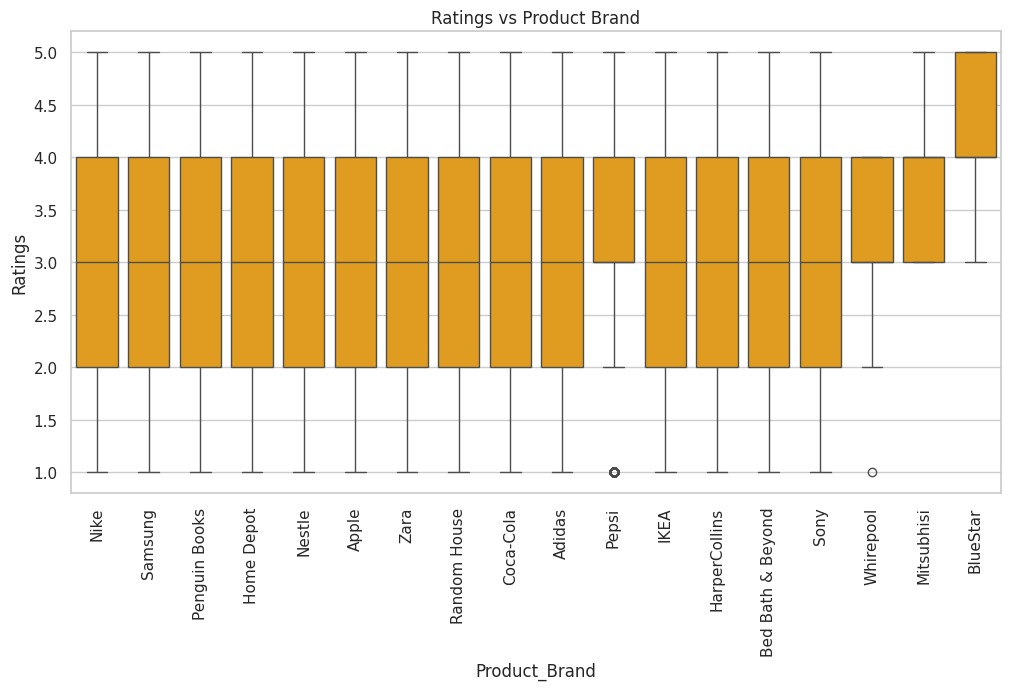 Ratings vs Product Brand
Ratings
5.0
4.5
4.0
3.5
3.0
2.5
2.0
1.5
1.0
Nike
Samsung
Penguin Books
Home Depot
Nestle
Apple
Zara
Random House
Coca-Cola
Adidas
Pepsi
IKEA
HarperCollins
Bed Bath & Beyond
Sony
Whirepool
Mitsubhisi
BlueStar
Product_Brand